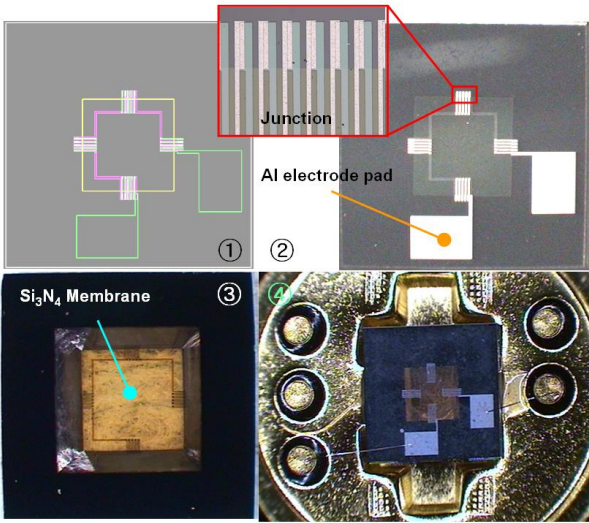 Junction
Al electrode pad
① ②
Si₃N₄ Membrane
③ ④